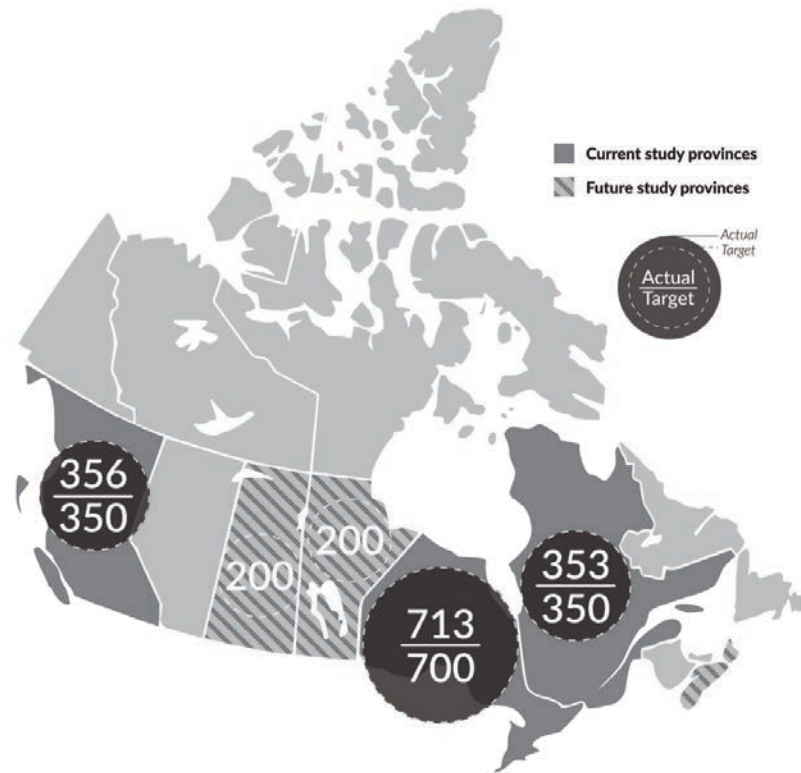 Current study provinces
Future study provinces
Actual
Target
Actual
Target
356
350
200
200
713
700
353
350